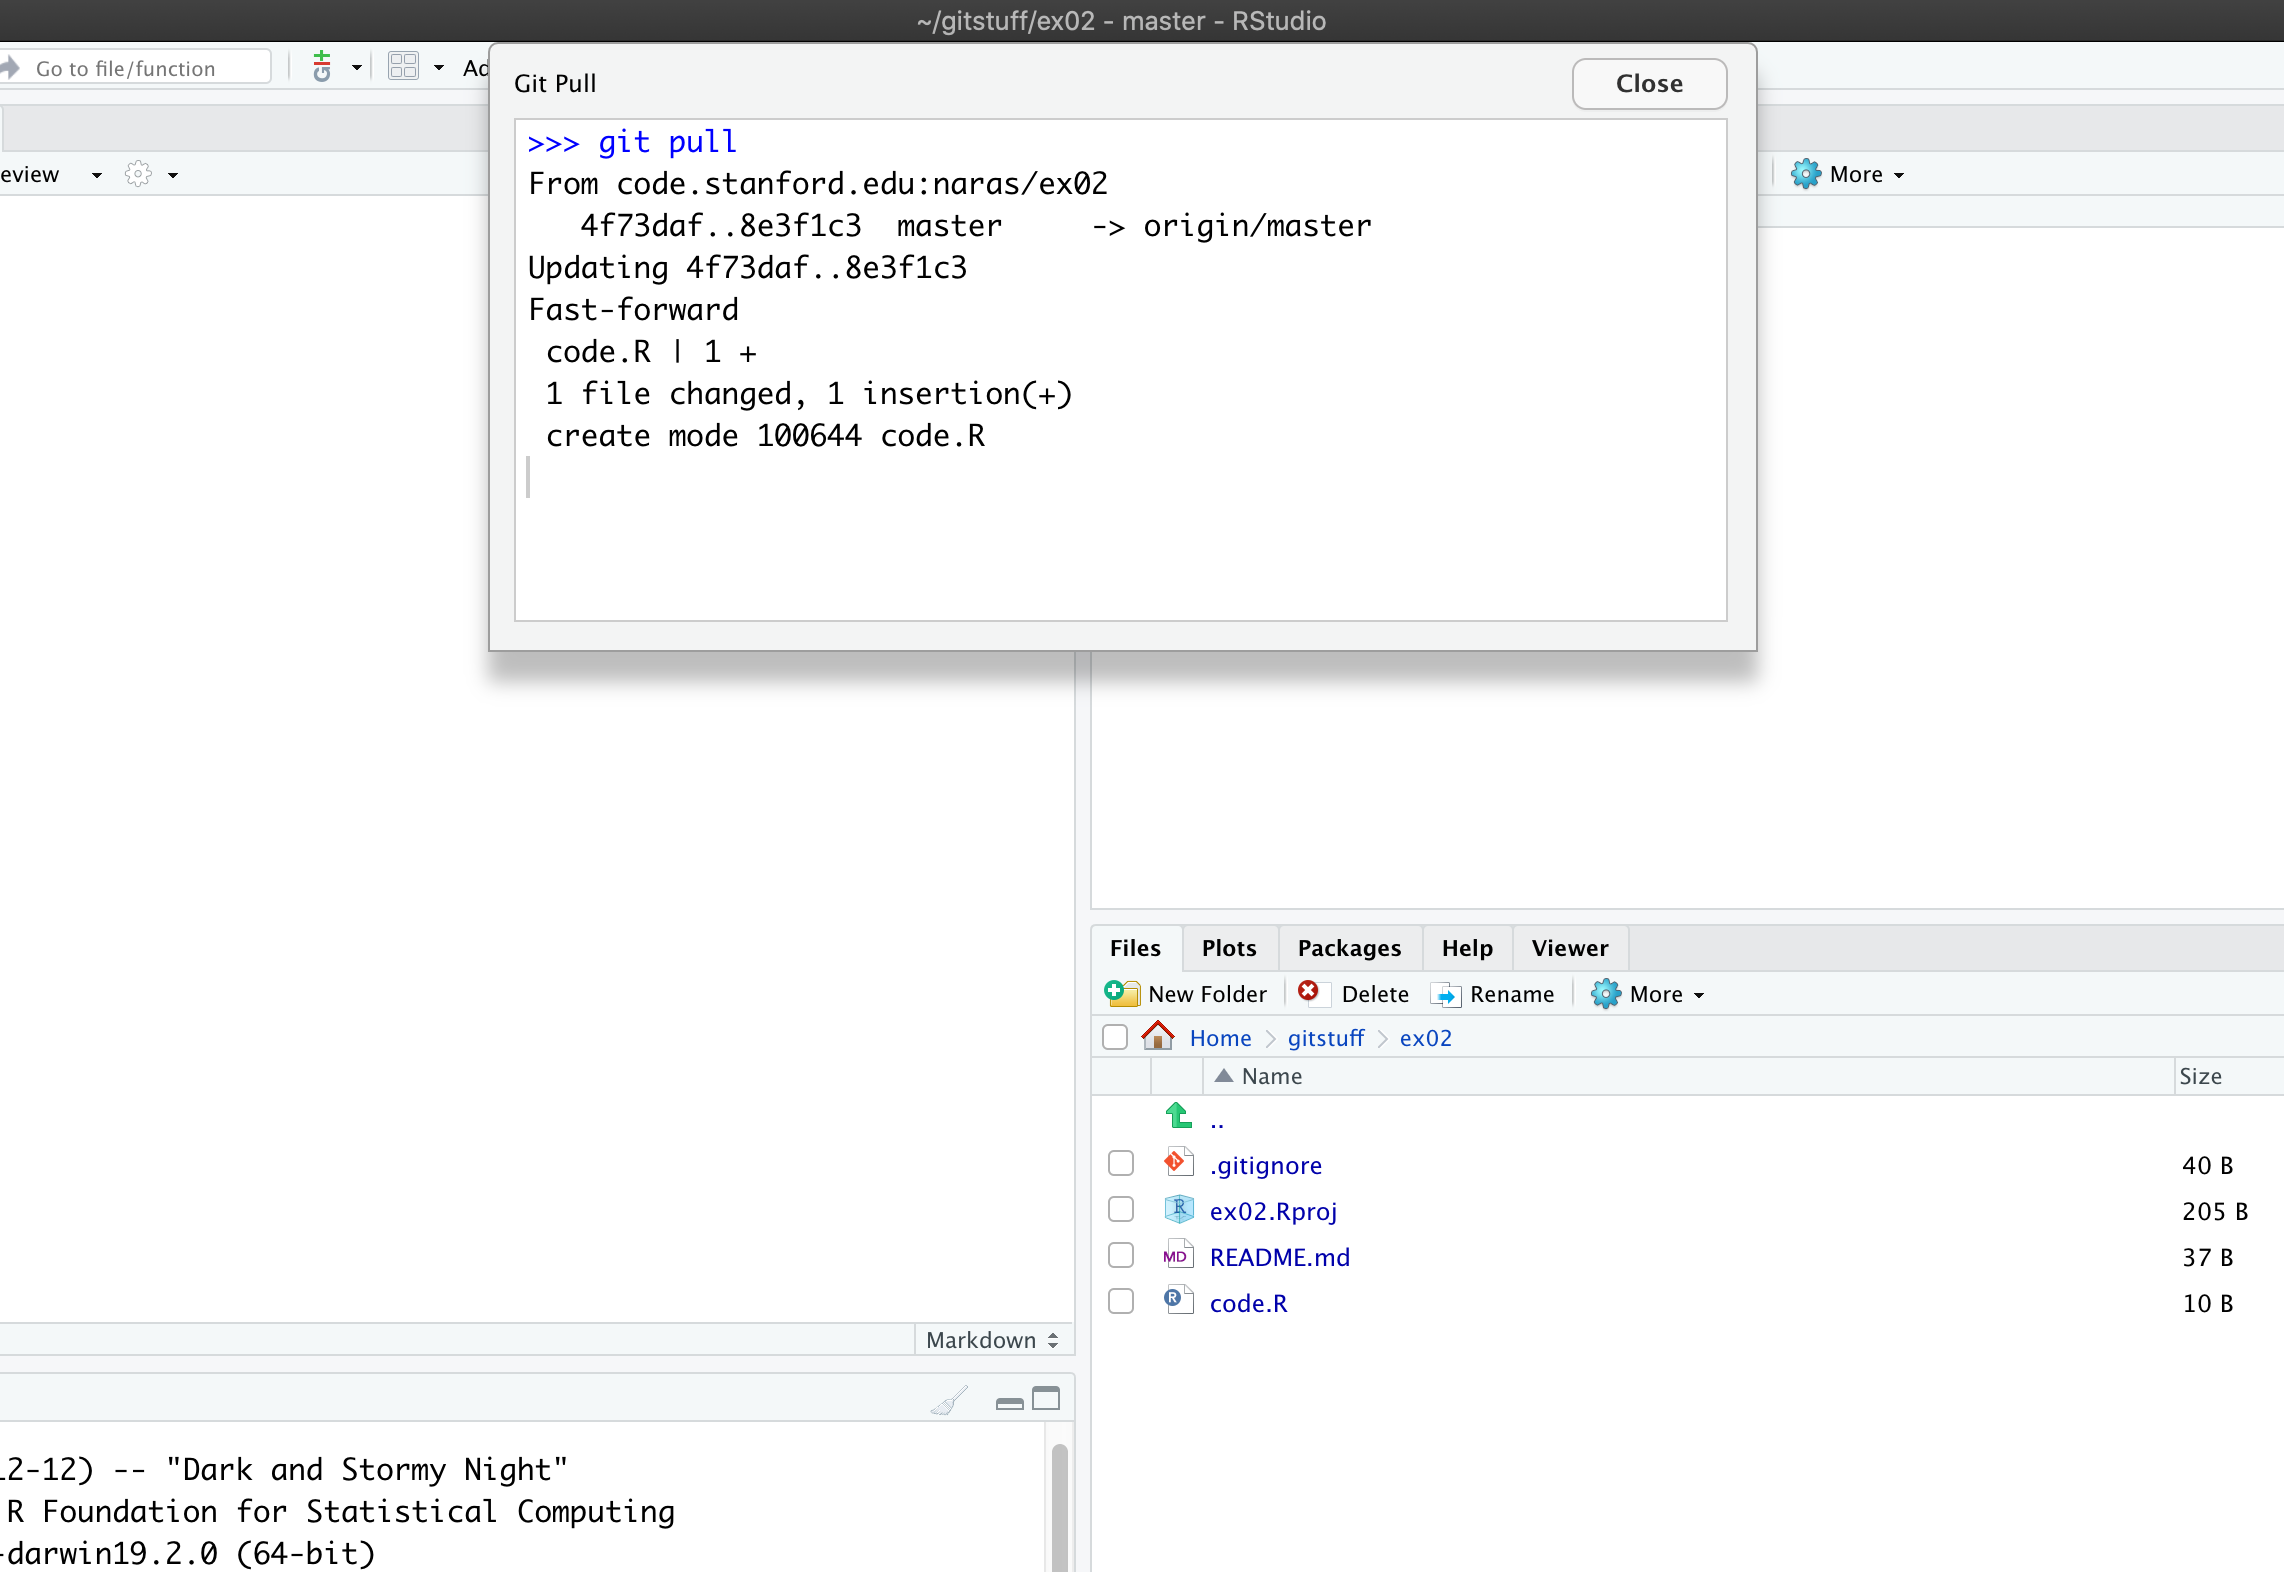 ~/gitstuff/ex02 - master - RStudio
Go to file/function
Ad
Git Pull
Close
>>> git pull
From code.stanford.edu:naras/ex02
4f73daf..8e3f1c3 master -> origin/master
Updating 4f73daf..8e3f1c3
Fast-forward
code.R | 1 +
1 file changed, 1 insertion(+)
create mode 100644 code.R
eview
More
Files Plots Packages Help Viewer
New Folder Delete Rename More
Home gitstuff ex02
Name Size
..
.gitignore 40 B
ex02.Rproj 205 B
MD README.md 37 B
code.R 10 B
Markdown
2-12) -- "Dark and Stormy Night"
R Foundation for Statistical Computing
-darwin19.2.0 (64-bit)